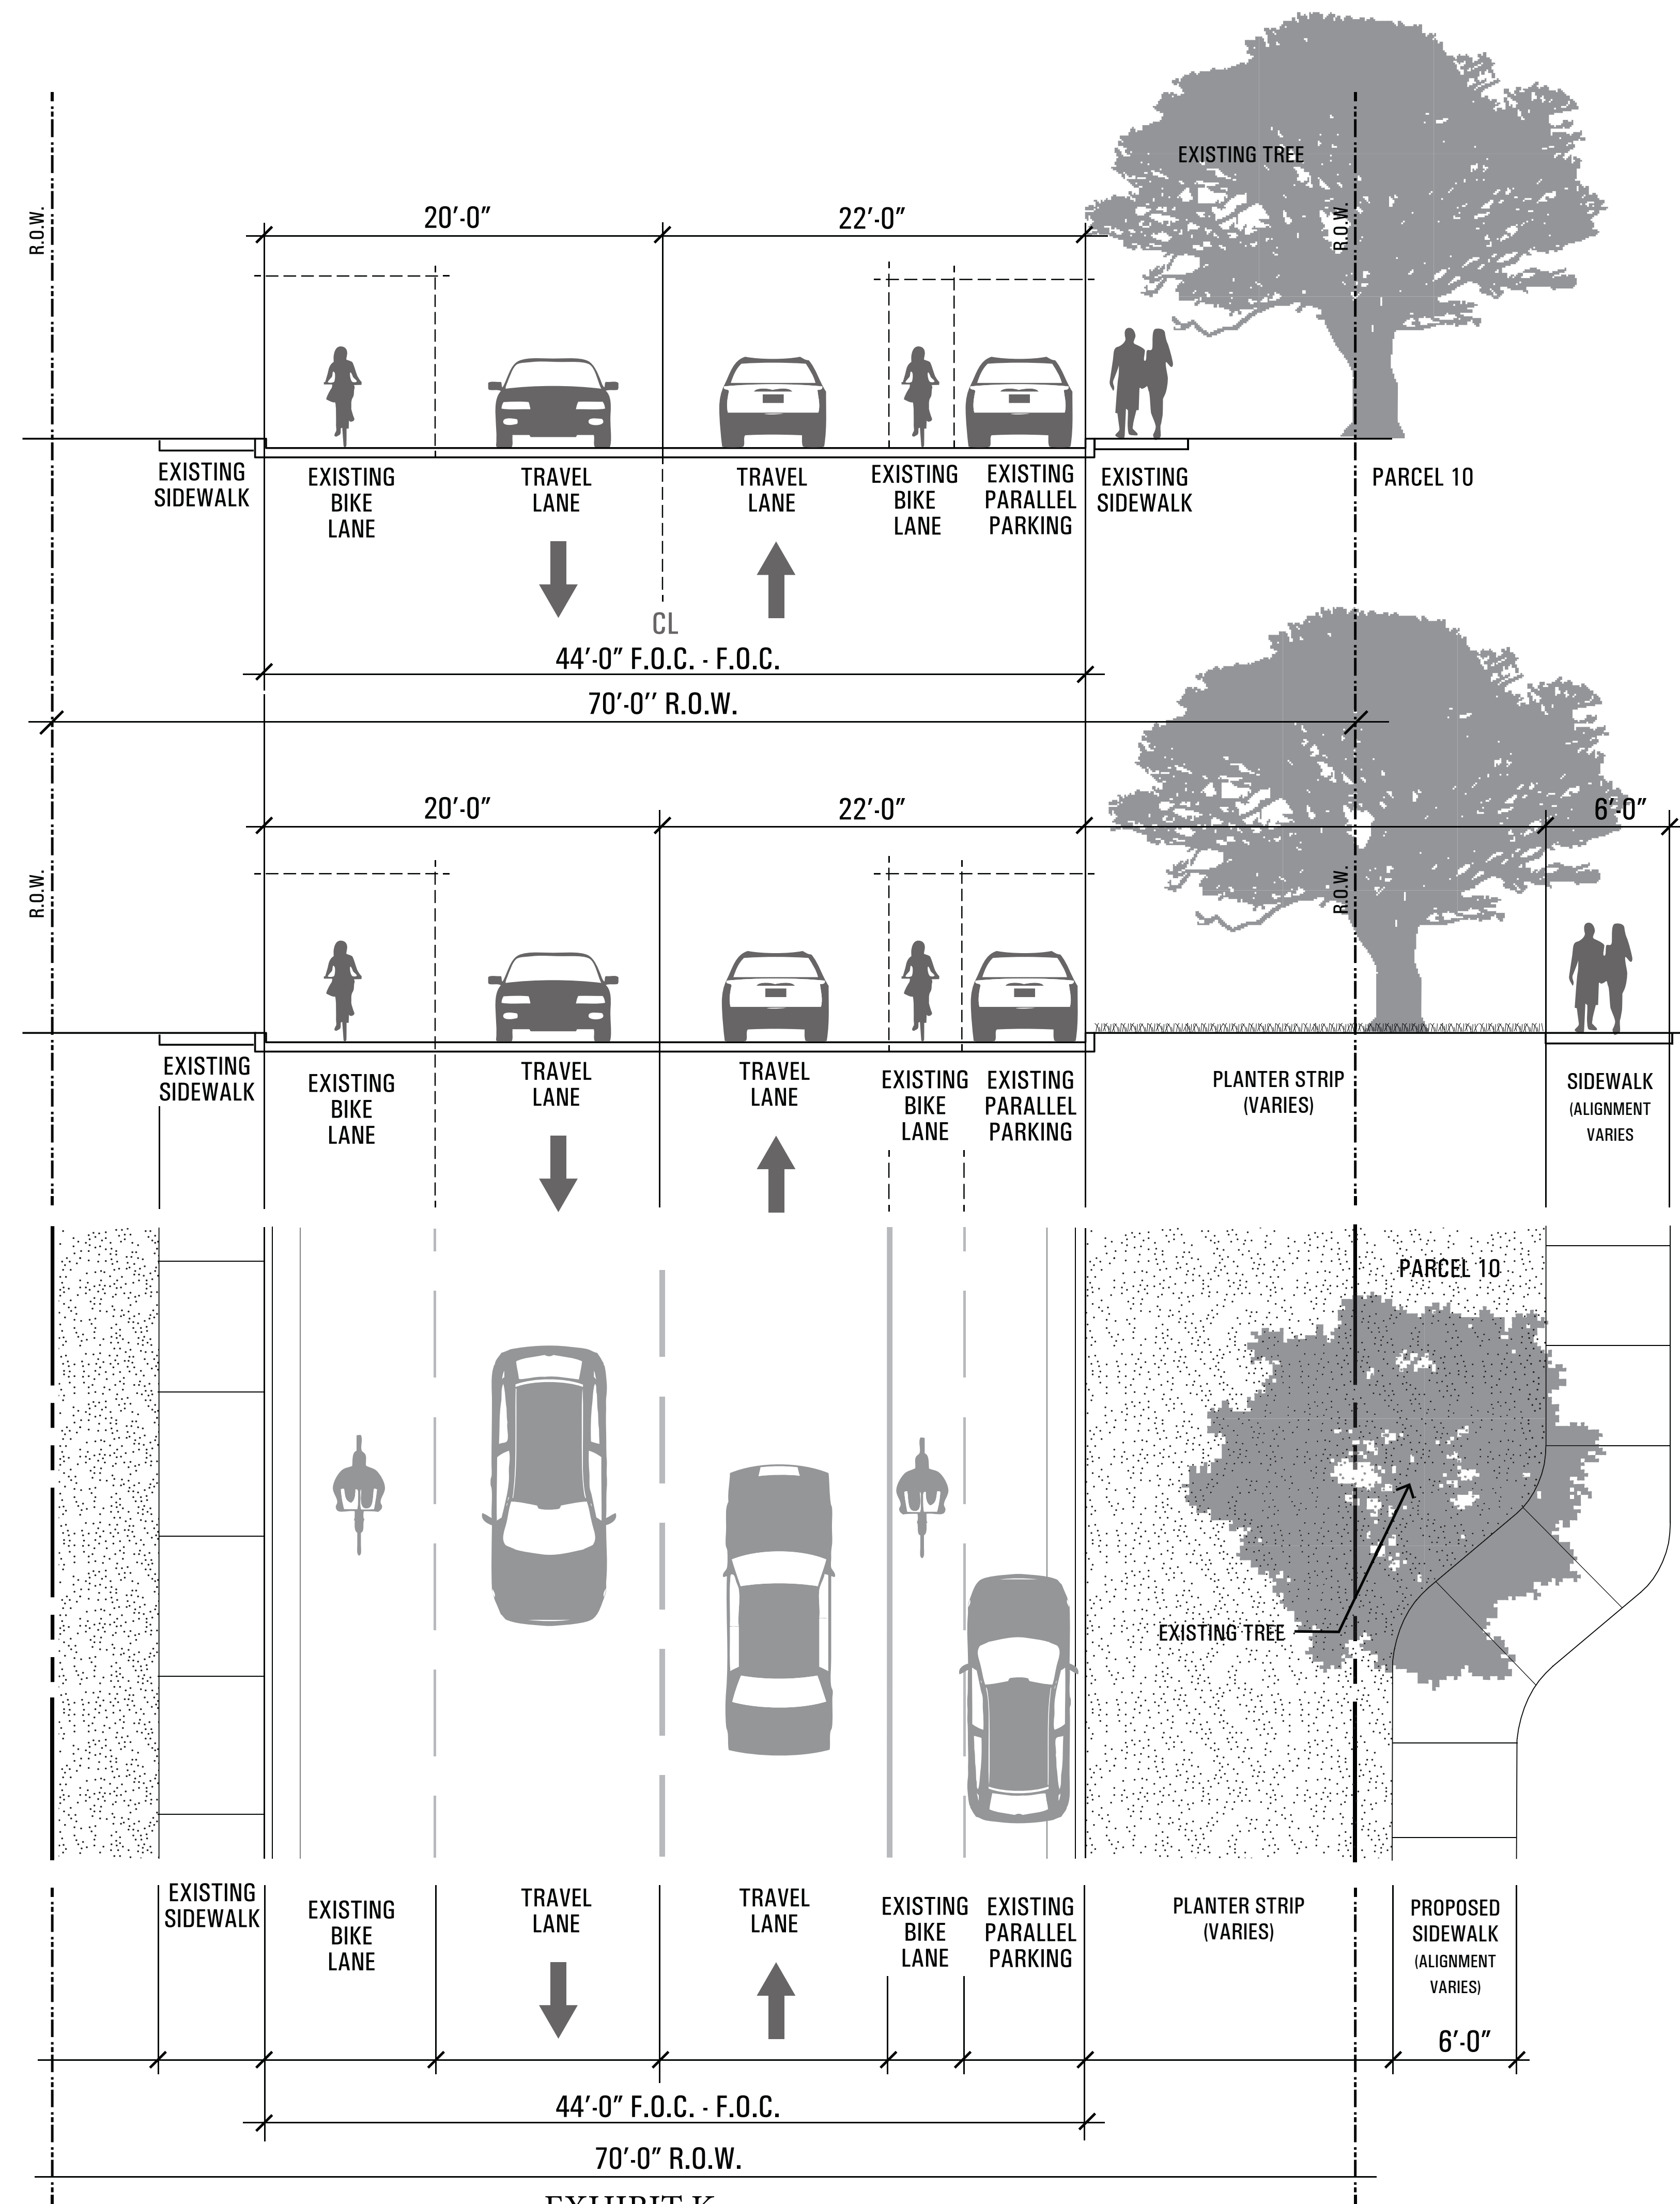 EXISTING TREE
R.O.W.
R.O.W.
20'-0"
22'-0"
EXISTING
SIDEWALK
EXISTING
BIKE
LANE
TRAVEL
LANE
TRAVEL
LANE
EXISTING
BIKE
LANE
EXISTING
PARALLEL
PARKING
EXISTING
SIDEWALK
PARCEL 10
CL
44'-0" F.O.C. - F.O.C.
70'-0'' R.O.W.
20'-0"
22'-0"
6'-0"
R.O.W.
R.O.W.
EXISTING
SIDEWALK
EXISTING
BIKE
LANE
TRAVEL
LANE
TRAVEL
LANE
EXISTING
BIKE
LANE
EXISTING
PARALLEL
PARKING
PLANTER STRIP
(VARIES)
SIDEWALK
(ALIGNMENT
VARIES
PARCEL 10
EXISTING TREE
EXISTING
SIDEWALK
EXISTING
BIKE
LANE
TRAVEL
LANE
TRAVEL
LANE
EXISTING
BIKE
LANE
EXISTING
PARALLEL
PARKING
PLANTER STRIP
(VARIES)
PROPOSED
SIDEWALK
(ALIGNMENT
VARIES)
6'-0"
44'-0" F.O.C. - F.O.C.
70'-0" R.O.W.
EXHIBIT K